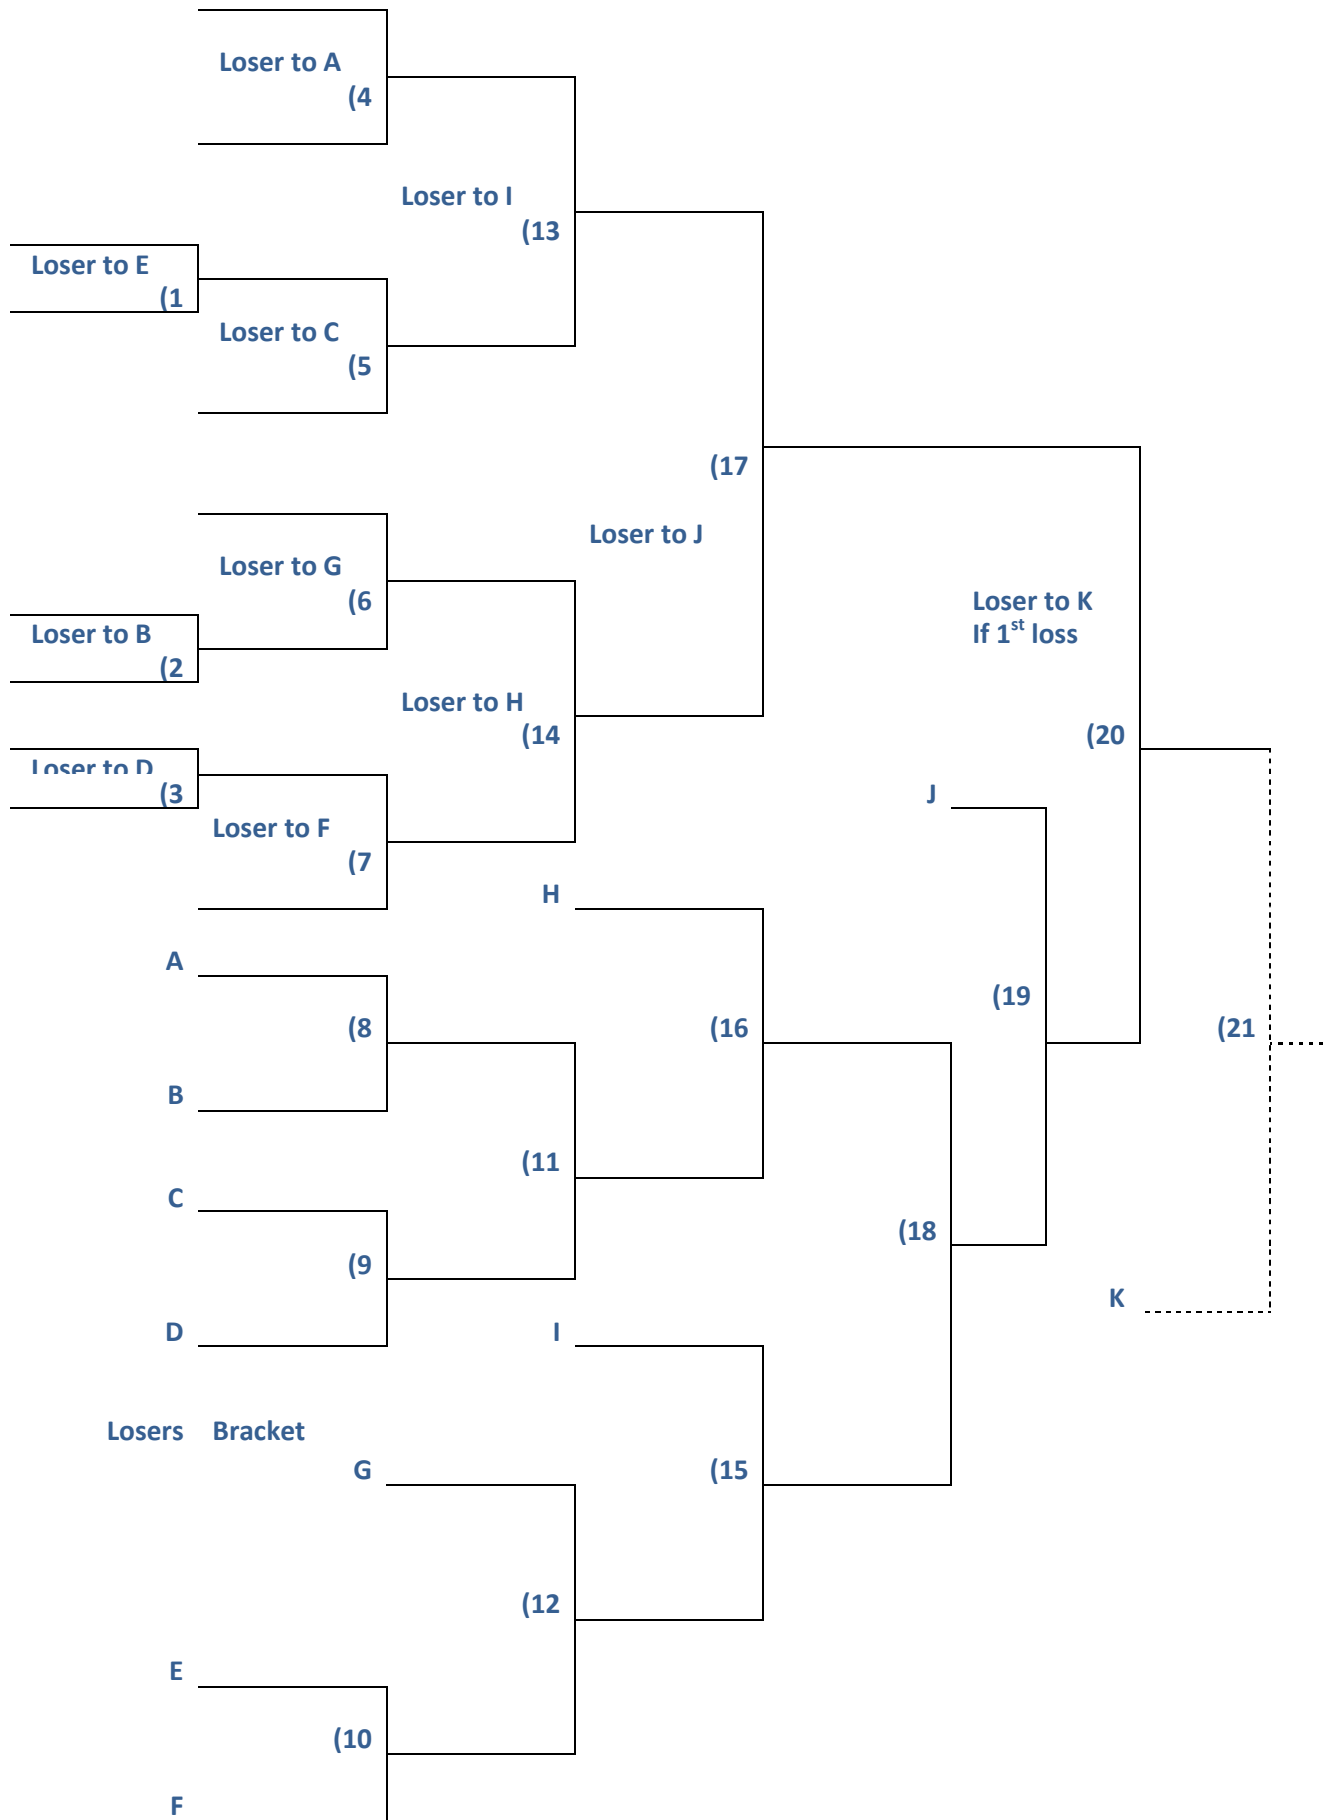 Loser to A
(4
Loser to I
(13
Loser to E
(1
Loser to C
(5
(17
Loser to J
Loser to G
(6
Loser to K
If 1st loss
Loser to B
(2
Loser to H
(14
(20
Loser to D
(3
J
Loser to F
(7
H
A
(19
(8
(16
(21
B
(11
C
(18
(9
K
D
I
Losers Bracket
G
(15
(12
E
(10
F